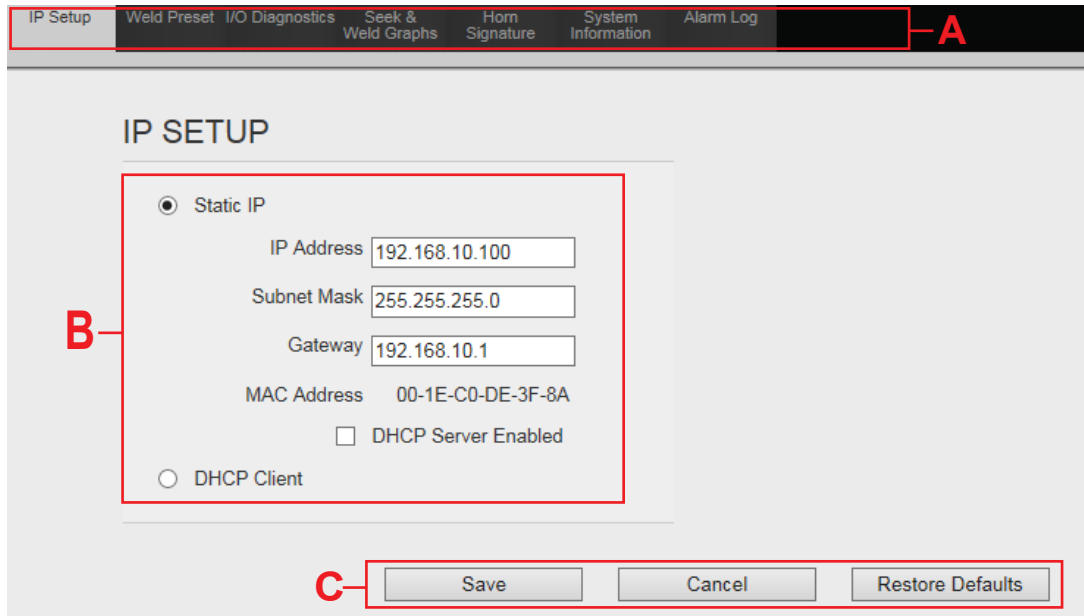 IP Setup
Weld Preset
I/O Diagnostics
Seek &
Weld Graphs
Horn
Signature
System
Information
Alarm Log
A
IP SETUP
B
Static IP
IP Address 192.168.10.100
Subnet Mask 255.255.255.0
Gateway 192.168.10.1
MAC Address 00-1E-C0-DE-3F-8A
DHCP Server Enabled
DHCP Client
C
Save
Cancel
Restore Defaults